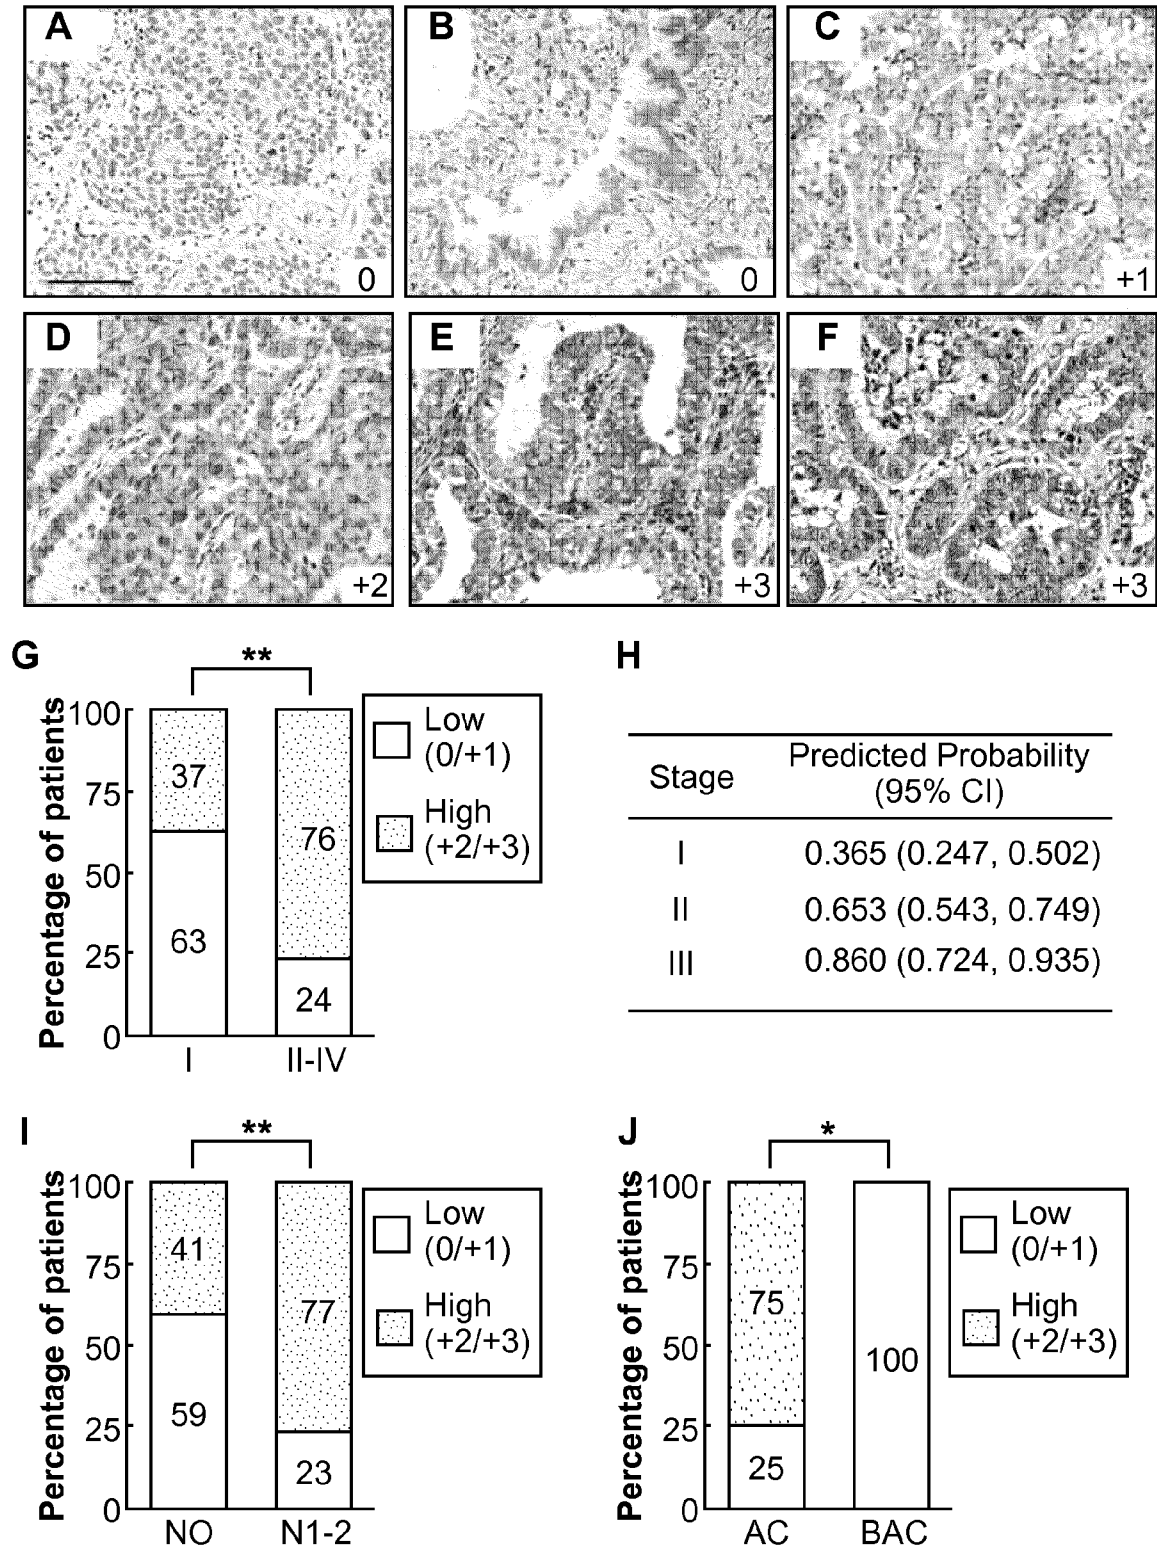 A
B
C
0
0
+1
D
E
F
+2
+3
+3
G
**
Percentage of patients
100
75
50
25
0
37
63
76
24
I
II-IV
Low
(0/+1)
High
(+2/+3)
H
Stage
Predicted Probability
(95% CI)
I 0.365 (0.247, 0.502)
II 0.653 (0.543, 0.749)
III 0.860 (0.724, 0.935)
I
**
Percentage of patients
100
75
50
25
0
41
59
77
23
NO
N1-2
Low
(0/+1)
High
(+2/+3)
J
*
Percentage of patients
100
75
50
25
0
75
25
100
AC
BAC
Low
(0/+1)
High
(+2/+3)